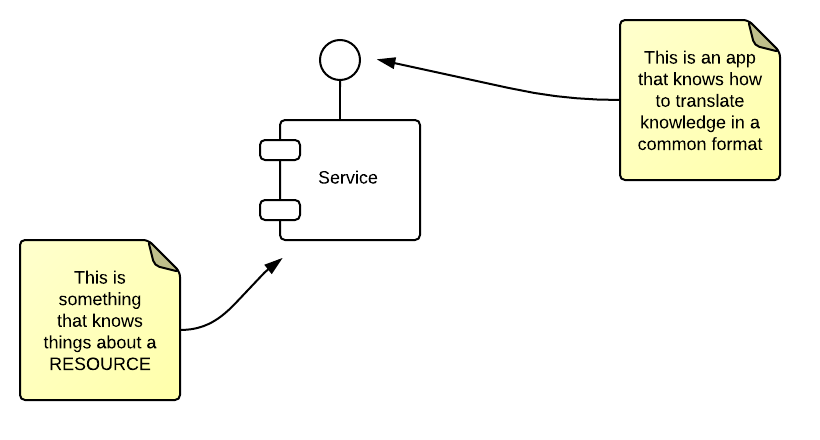 This is an app
that knows how
to translate
knowledge in a
common format
Service
This is
something
that knows
things about a
RESOURCE